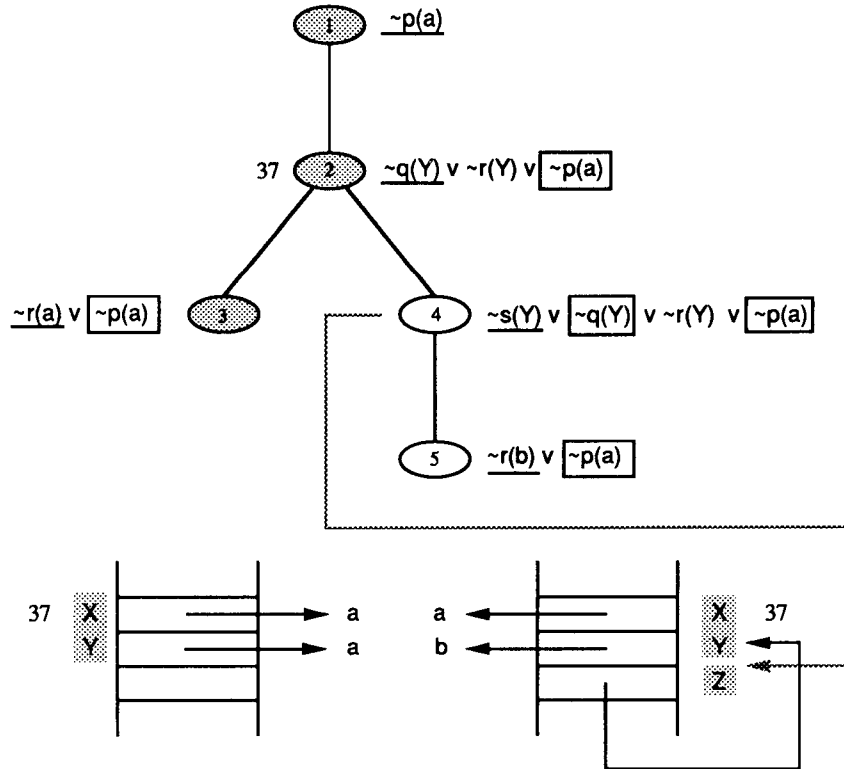 1 ~p(a)
37 2 ~q(Y) v ~r(Y) v ~p(a)
~r(a) v ~p(a) 3
4 ~s(Y) v ~q(Y) v ~r(Y) v ~p(a)
5 ~r(b) v ~p(a)
37 X a a X 37
Y a b Y
Z